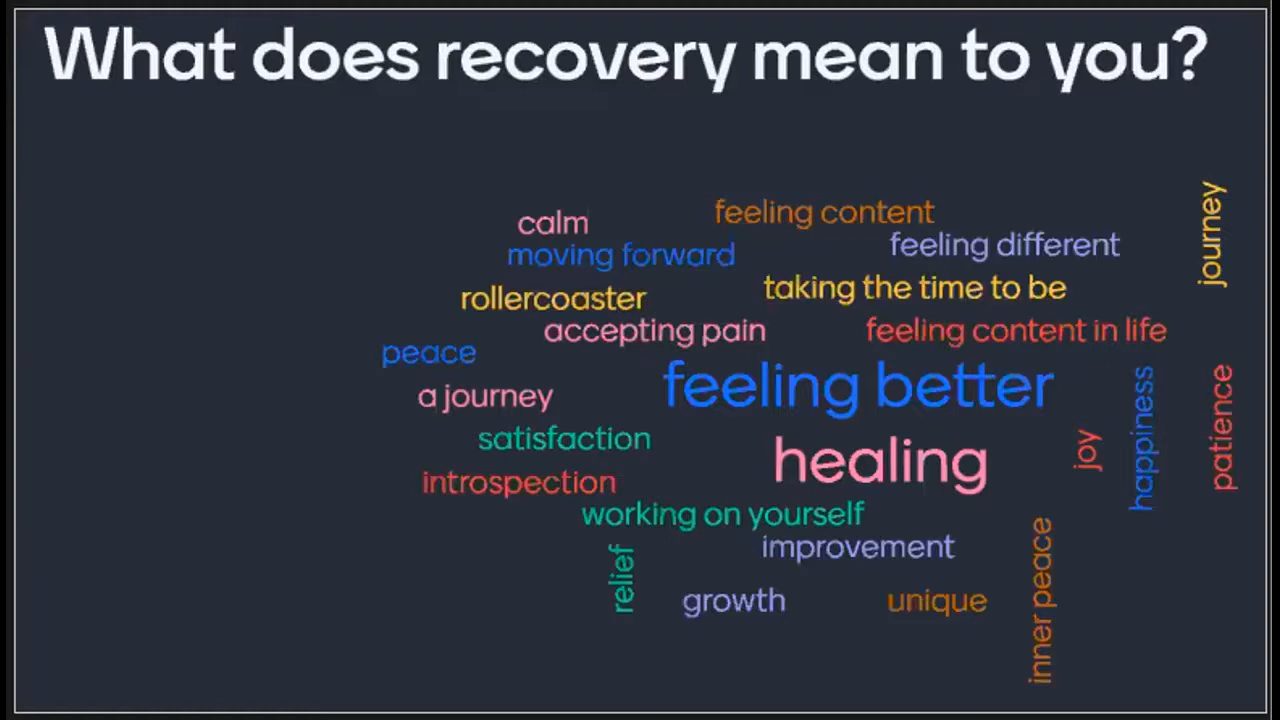 What does recovery mean to you?
journey
feeling content
calm
feeling different
moving forward
taking the time to be
rollercoaster
accepting pain
feeling content in life
peace
feeling better
a journey
happiness
patience
satisfaction
joy
healing
introspection
working on yourself
improvement
inner peace
relief
growth
unique